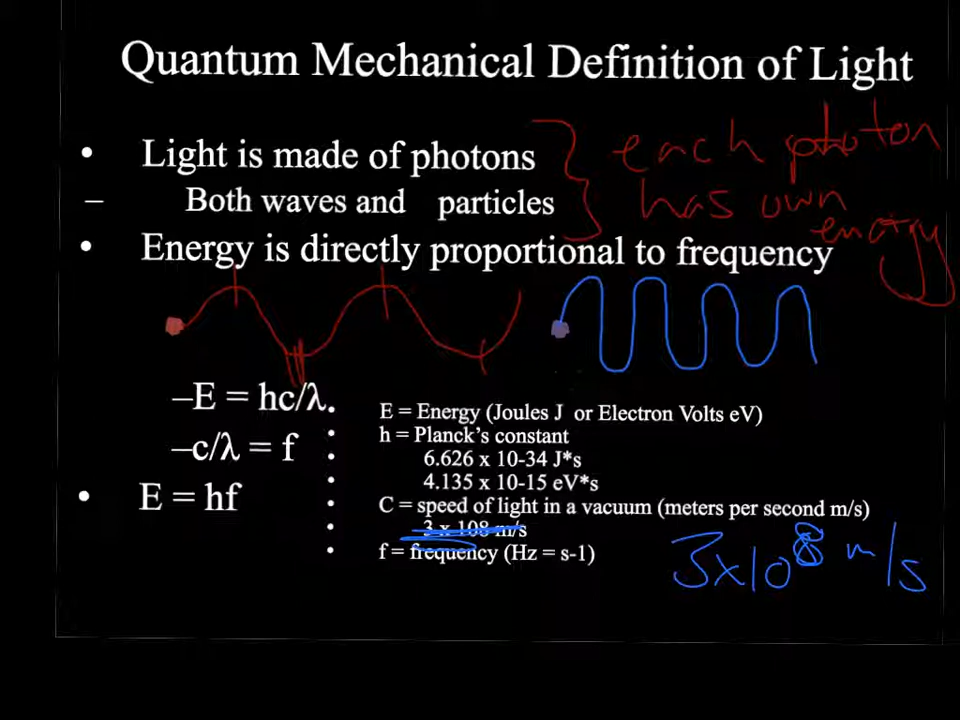 Quantum Mechanical Definition of Light
• Light is made of photons
– Both waves and particles
each photon
has own
energy
• Energy is directly proportional to frequency
–E = hc/λ.
–c/λ = f
• E = hf
E = Energy (Joules J or Electron Volts eV)
• h = Planck's constant
• 6.626 x 10-34 J*s
• 4.135 x 10-15 eV*s
• C = speed of light in a vacuum (meters per second m/s)
• 3 x 108 m/s
• f = frequency (Hz = s-1)
3x10⁸ m/s